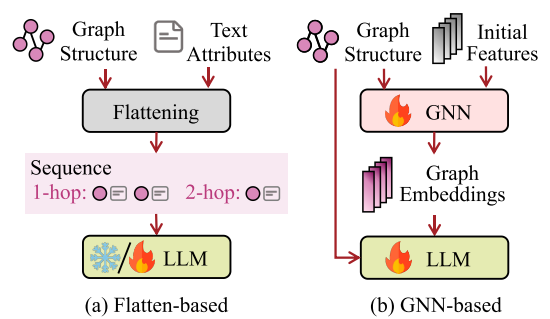 Graph
Structure
Text
Attributes
Flattening
Sequence
1-hop:
2-hop:
/
LLM
(a) Flatten-based
Graph
Structure
Initial
Features
GNN
Graph
Embeddings
LLM
(b) GNN-based